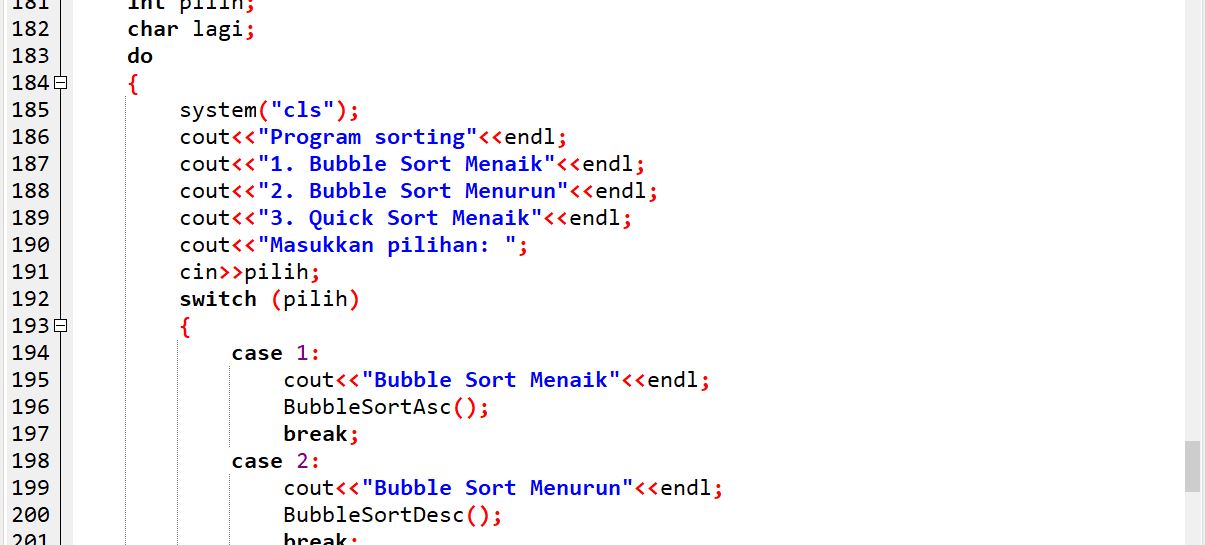 181 int pilih;
182 char lagi;
183 do
184 {
185 system("cls");
186 cout<<"Program sorting"<<endl;
187 cout<<"1. Bubble Sort Menaik"<<endl;
188 cout<<"2. Bubble Sort Menurun"<<endl;
189 cout<<"3. Quick Sort Menaik"<<endl;
190 cout<<"Masukkan pilihan: ";
191 cin>>pilih;
192 switch (pilih)
193 {
194 case 1:
195 cout<<"Bubble Sort Menaik"<<endl;
196 BubbleSortAsc();
197 break;
198 case 2:
199 cout<<"Bubble Sort Menurun"<<endl;
200 BubbleSortDesc();
201 break;